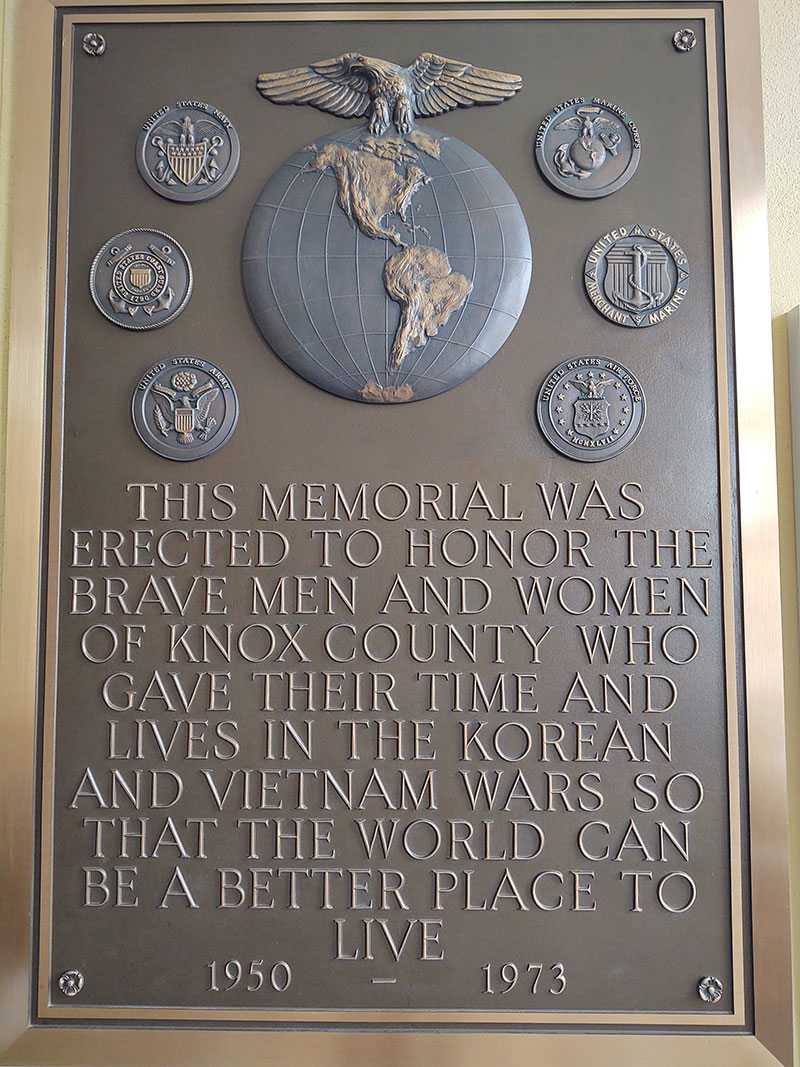 UNITED STATES NAVY
UNITED STATES MARINE CORPS
UNITED STATES COAST GUARD
1790
UNITED STATES
MERCHANT MARINE
UNITED STATES ARMY
UNITED STATES AIR FORCE
MCMXLVII
THIS MEMORIAL WAS
ERECTED TO HONOR THE
BRAVE MEN AND WOMEN
OF KNOX COUNTY WHO
GAVE THEIR TIME AND
LIVES IN THE KOREAN
AND VIETNAM WARS SO
THAT THE WORLD CAN
BE A BETTER PLACE TO
LIVE
1950 – 1973